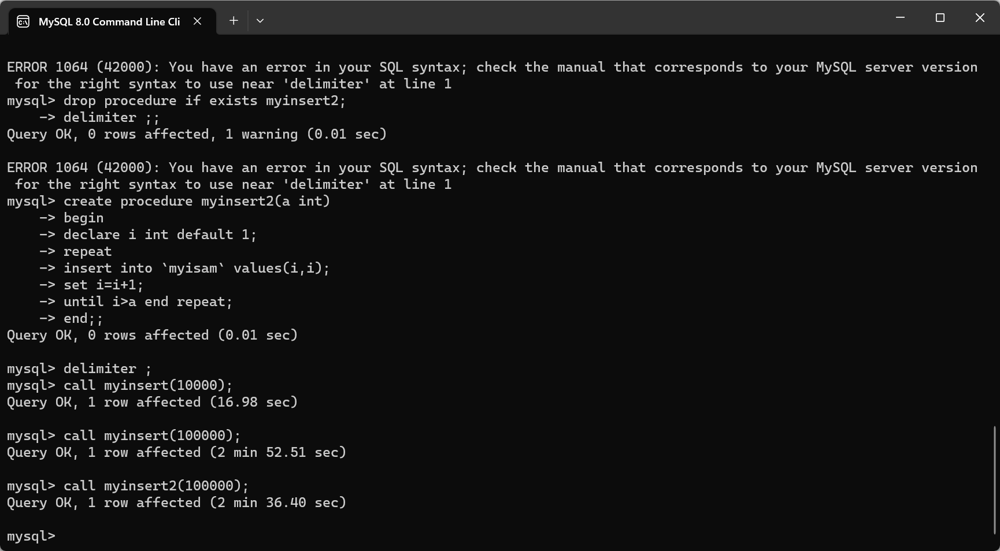 MySQL 8.0 Command Line Cli
ERROR 1064 (42000): You have an error in your SQL syntax; check the manual that corresponds to your MySQL server version
 for the right syntax to use near 'delimiter' at line 1
mysql> drop procedure if exists myinsert2;
    -> delimiter ;;
Query OK, 0 rows affected, 1 warning (0.01 sec)
ERROR 1064 (42000): You have an error in your SQL syntax; check the manual that corresponds to your MySQL server version
 for the right syntax to use near 'delimiter' at line 1
mysql> create procedure myinsert2(a int)
    -> begin
    -> declare i int default 1;
    -> repeat
    -> insert into `myisam` values(i,i);
    -> set i=i+1;
    -> until i>a end repeat;
    -> end;;
Query OK, 0 rows affected (0.01 sec)
mysql> delimiter ;
mysql> call myinsert(10000);
Query OK, 1 row affected (16.98 sec)
mysql> call myinsert(100000);
Query OK, 1 row affected (2 min 52.51 sec)
mysql> call myinsert2(100000);
Query OK, 1 row affected (2 min 36.40 sec)
mysql>